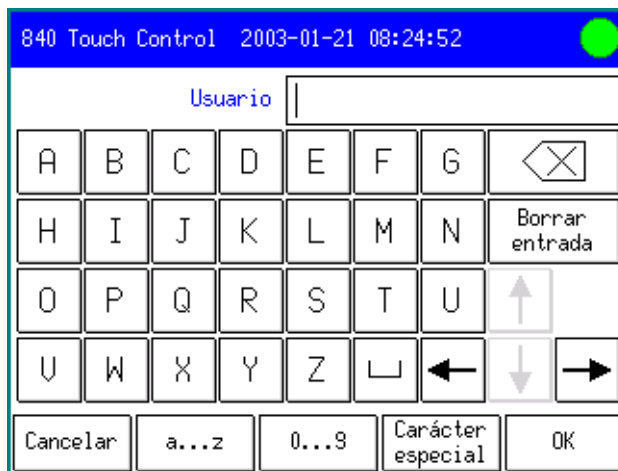 840 Touch Control 2003-01-21 08:24:52
Usuario
A B C D E F G
H I J K L M N Borrar entrada
O P Q R S T U
V W X Y Z
Cancelar a...z 0...9 Carácter especial OK